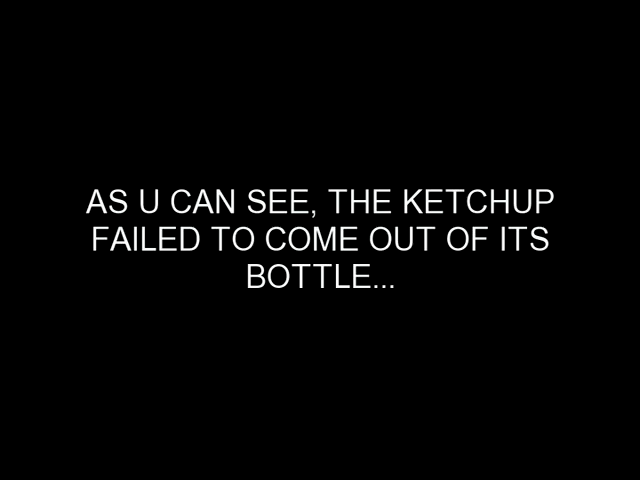 AS U CAN SEE, THE KETCHUP
FAILED TO COME OUT OF ITS
BOTTLE...